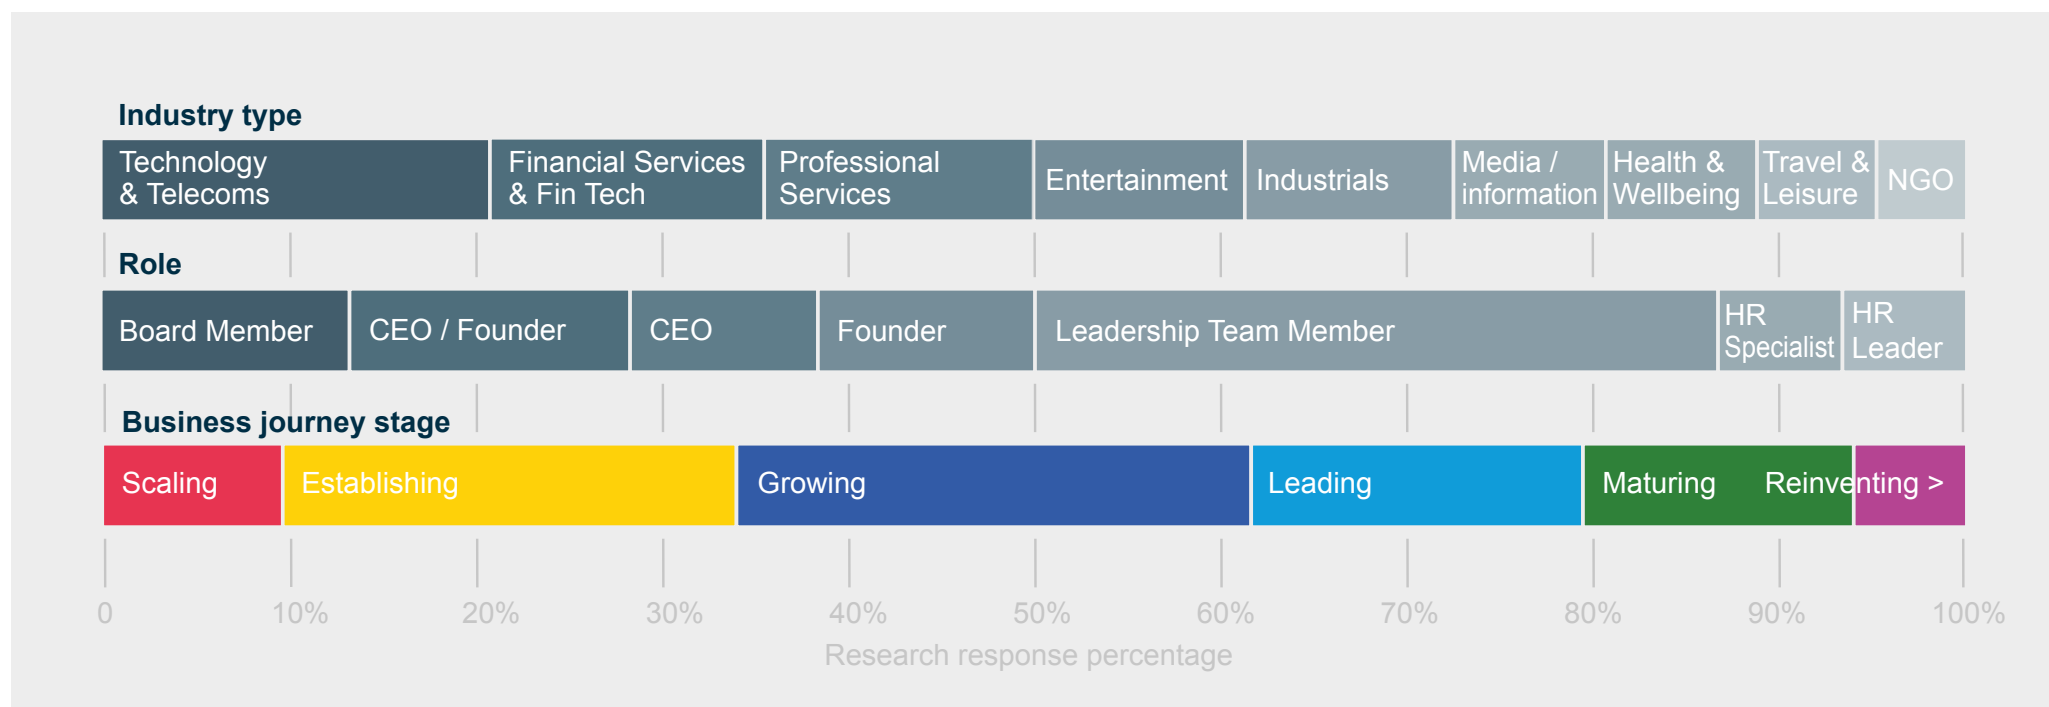 Industry type
Technology
& Telecoms
Financial Services
& Fin Tech
Professional
Services
Entertainment
Industrials
Media /
information
Health &
Wellbeing
Travel &
Leisure
NGO
Role
Board Member
CEO / Founder
CEO
Founder
Leadership Team Member
HR
Specialist
HR
Leader
Business journey stage
Scaling
Establishing
Growing
Leading
Maturing
Reinventing >
0
10%
20%
30%
40%
50%
60%
70%
80%
90%
100%
Research response percentage